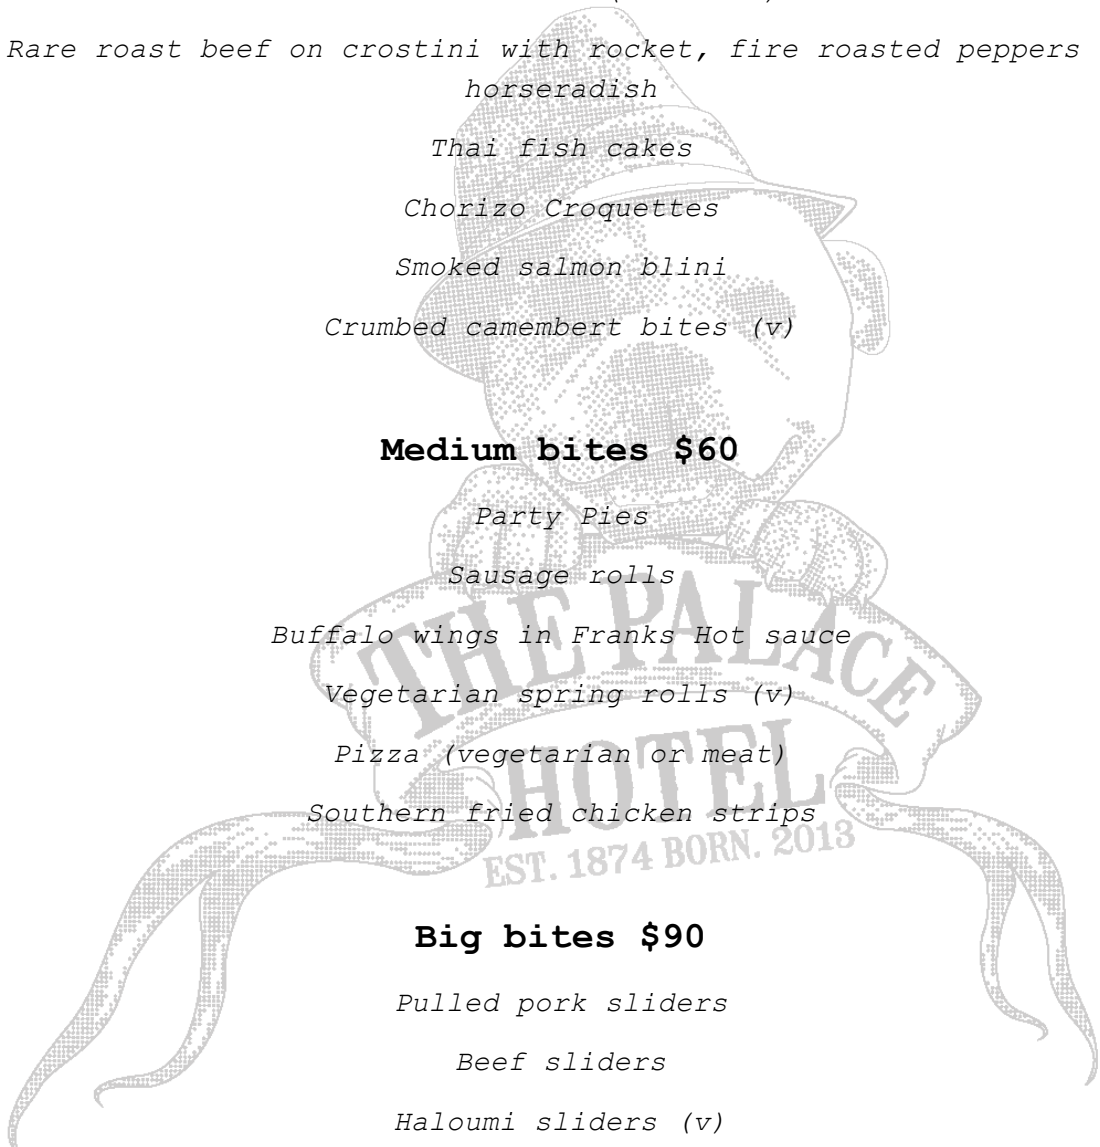 Rare roast beef on crostini with rocket, fire roasted peppers
horseradish
Thai fish cakes
Chorizo Croquettes
Smoked salmon blini
Crumbed camembert bites (v)
Medium bites $60
Party Pies
Sausage rolls
Buffalo wings in Franks Hot sauce
Vegetarian spring rolls (v)
Pizza (vegetarian or meat)
Southern fried chicken strips
THE PALACE
HOTEL
EST. 1874 BORN. 2013
Big bites $90
Pulled pork sliders
Beef sliders
Haloumi sliders (v)